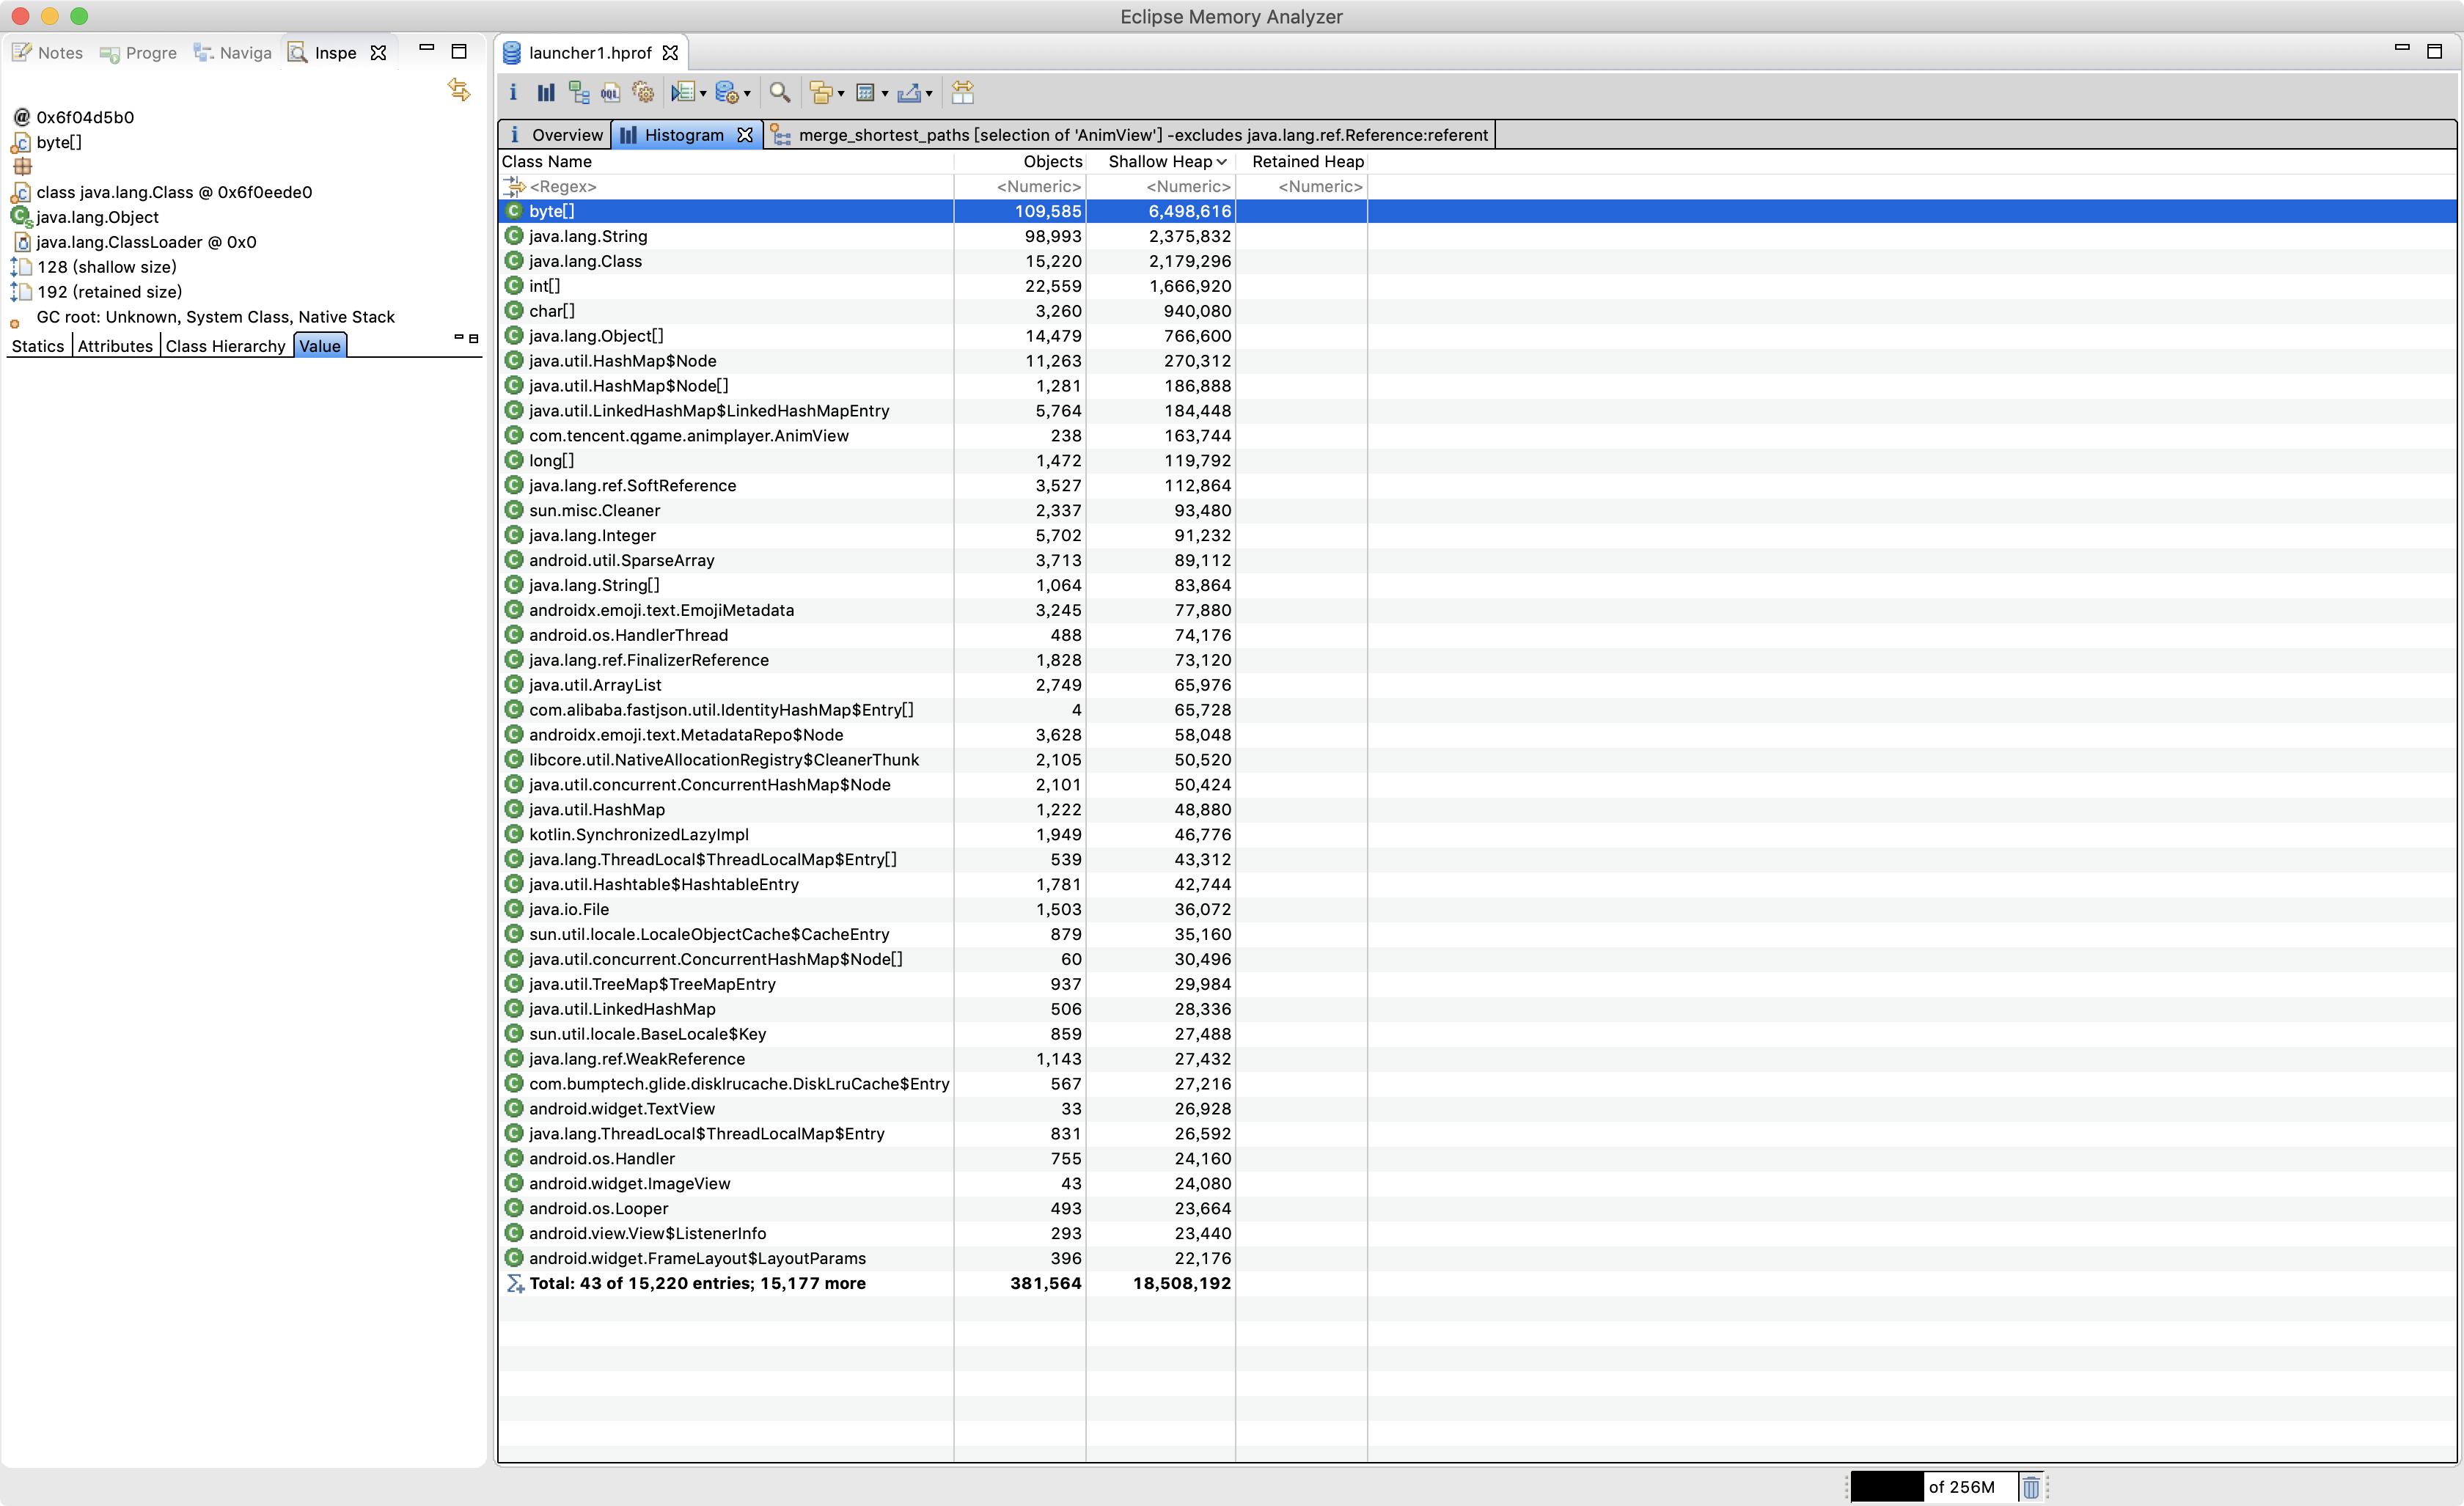 Eclipse Memory Analyzer
Notes Progre Naviga Inspe
@ 0x6f04d5b0
byte[]
class java.lang.Class @ 0x6f0eede0
java.lang.Object
java.lang.ClassLoader @ 0x0
128 (shallow size)
192 (retained size)
GC root: Unknown, System Class, Native Stack
Statics Attributes Class Hierarchy Value
launcher1.hprof
Overview Histogram merge_shortest_paths [selection of 'AnimView'] -excludes java.lang.ref.Reference:referent
Class Name Objects Shallow Heap Retained Heap
<Regex> <Numeric> <Numeric> <Numeric>
byte[] 109,585 6,498,616
java.lang.String 98,993 2,375,832
java.lang.Class 15,220 2,179,296
int[] 22,559 1,666,920
char[] 3,260 940,080
java.lang.Object[] 14,479 766,600
java.util.HashMap$Node 11,263 270,312
java.util.HashMap$Node[] 1,281 186,888
java.util.LinkedHashMap$LinkedHashMapEntry 5,764 184,448
com.tencent.qgame.animplayer.AnimView 238 163,744
long[] 1,472 119,792
java.lang.ref.SoftReference 3,527 112,864
sun.misc.Cleaner 2,337 93,480
java.lang.Integer 5,702 91,232
android.util.SparseArray 3,713 89,112
java.lang.String[] 1,064 83,864
androidx.emoji.text.EmojiMetadata 3,245 77,880
android.os.HandlerThread 488 74,176
java.lang.ref.FinalizerReference 1,828 73,120
java.util.ArrayList 2,749 65,976
com.alibaba.fastjson.util.IdentityHashMap$Entry[] 4 65,728
androidx.emoji.text.MetadataRepo$Node 3,628 58,048
libcore.util.NativeAllocationRegistry$CleanerThunk 2,105 50,520
java.util.concurrent.ConcurrentHashMap$Node 2,101 50,424
java.util.HashMap 1,222 48,880
kotlin.SynchronizedLazyImpl 1,949 46,776
java.lang.ThreadLocal$ThreadLocalMap$Entry[] 539 43,312
java.util.Hashtable$HashtableEntry 1,781 42,744
java.io.File 1,503 36,072
sun.util.locale.LocaleObjectCache$CacheEntry 879 35,160
java.util.concurrent.ConcurrentHashMap$Node[] 60 30,496
java.util.TreeMap$TreeMapEntry 937 29,984
java.util.LinkedHashMap 506 28,336
sun.util.locale.BaseLocale$Key 859 27,488
java.lang.ref.WeakReference 1,143 27,432
com.bumptech.glide.disklrucache.DiskLruCache$Entry 567 27,216
android.widget.TextView 33 26,928
java.lang.ThreadLocal$ThreadLocalMap$Entry 831 26,592
android.os.Handler 755 24,160
android.widget.ImageView 43 24,080
android.os.Looper 493 23,664
android.view.View$ListenerInfo 293 23,440
android.widget.FrameLayout$LayoutParams 396 22,176
Total: 43 of 15,220 entries; 15,177 more 381,564 18,508,192
of 256M